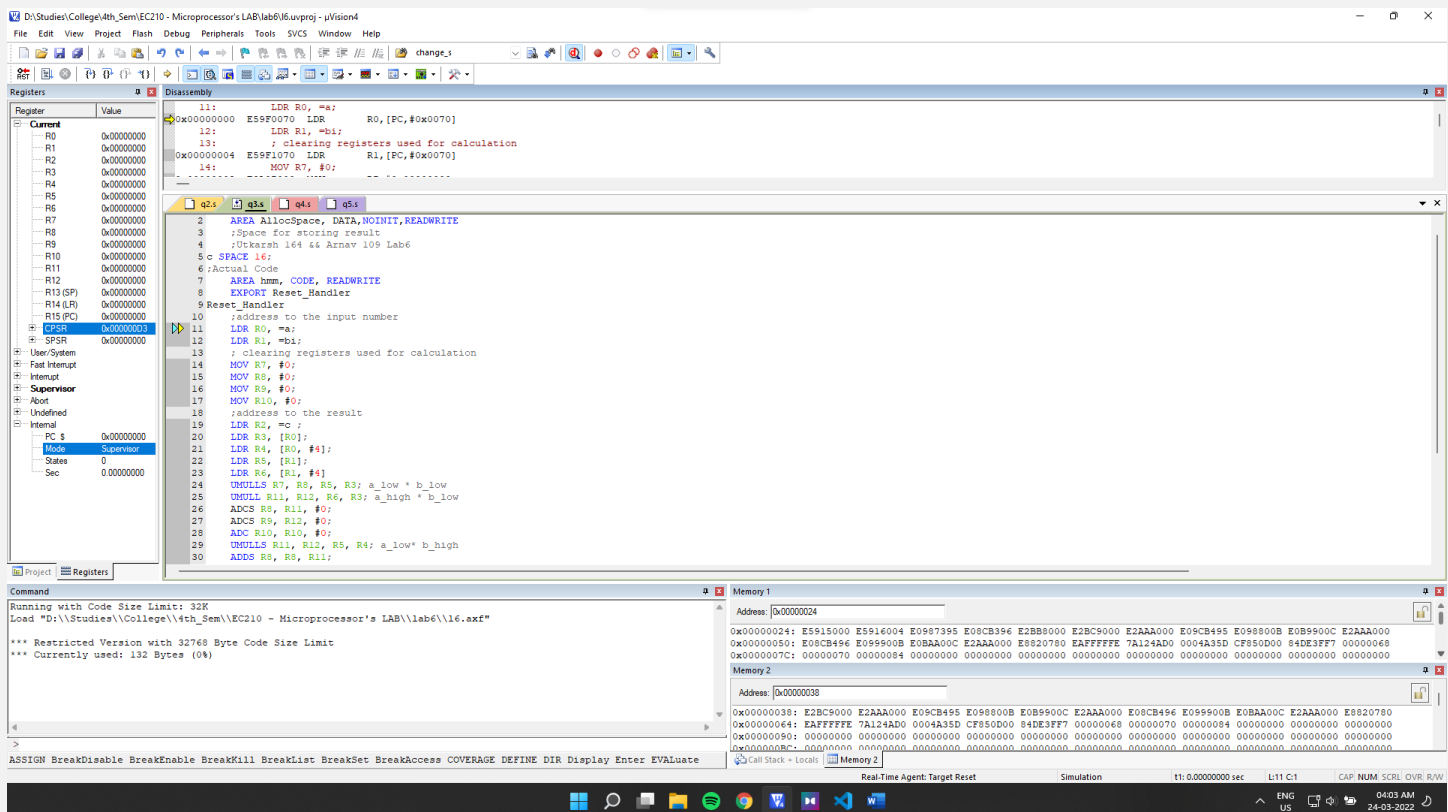 D:\Studies\College\4th_Sem\EC210 - Microprocessor's LAB\lab6\l6.uvproj - µVision4
File Edit View Project Flash Debug Peripherals Tools SVCS Window Help
change_s
RST
Registers
Register Value
Current
R0 0x00000000
R1 0x00000000
R2 0x00000000
R3 0x00000000
R4 0x00000000
R5 0x00000000
R6 0x00000000
R7 0x00000000
R8 0x00000000
R9 0x00000000
R10 0x00000000
R11 0x00000000
R12 0x00000000
R13 (SP) 0x00000000
R14 (LR) 0x00000000
R15 (PC) 0x00000000
CPSR 0x000000D3
SPSR 0x00000000
User/System
Fast Interrupt
Interrupt
Supervisor
Abort
Undefined
Internal
PC $ 0x00000000
Mode Supervisor
States 0
Sec 0.00000000
Project Registers
Disassembly
11: LDR R0, =a;
0x00000000 E59F0070 LDR R0,[PC,#0x0070]
12: LDR R1, =bi;
13: ; clearing registers used for calculation
0x00000004 E59F1070 LDR R1,[PC,#0x0070]
14: MOV R7, #0;
q2.s q3.s q4.s q5.s
2 AREA AllocSpace, DATA,NOINIT,READWRITE
3 ;Space for storing result
4 ;Utkarsh 164 && Arnav 109 Lab6
5 c SPACE 16;
6 ;Actual Code
7 AREA hmm, CODE, READWRITE
8 EXPORT Reset_Handler
9 Reset_Handler
10 ;address to the input number
11 LDR R0, =a;
12 LDR R1, =bi;
13 ; clearing registers used for calculation
14 MOV R7, #0;
15 MOV R8, #0;
16 MOV R9, #0;
17 MOV R10, #0;
18 ;address to the result
19 LDR R2, =c ;
20 LDR R3, [R0];
21 LDR R4, [R0, #4];
22 LDR R5, [R1];
23 LDR R6, [R1, #4]
24 UMULLS R7, R8, R5, R3; a_low * b_low
25 UMULL R11, R12, R6, R3; a_high * b_low
26 ADCS R8, R11, #0;
27 ADCS R9, R12, #0;
28 ADC R10, R10, #0;
29 UMULLS R11, R12, R5, R4; a_low* b_high
30 ADDS R8, R8, R11;
Command
Running with Code Size Limit: 32K
Load "D:\\Studies\\College\\4th_Sem\\EC210 - Microprocessor's LAB\\lab6\\l6.axf"
*** Restricted Version with 32768 Byte Code Size Limit
*** Currently used: 132 Bytes (0%)
>
ASSIGN BreakDisable BreakEnable BreakKill BreakList BreakSet BreakAccess COVERAGE DEFINE DIR Display Enter EVALuate
Memory 1
Address: 0x00000024
0x00000024: E5915000 E5916004 E0987395 E08CB396 E2BB8000 E2BC9000 E2AAA000 E09CB495 E098800B E0B9900C E2AAA000
0x00000050: E08CB496 E099900B E0BAA00C E2AAA000 E8820780 EAFFFFFE 7A124AD0 0004A35D CF850D00 84DE3FF7 00000068
0x0000007C: 00000070 00000084 00000000 00000000 00000000 00000000 00000000 00000000 00000000 00000000 00000000
Memory 2
Address: 0x00000038
0x00000038: E2BC9000 E2AAA000 E09CB495 E098800B E0B9900C E2AAA000 E08CB496 E099900B E0BAA00C E2AAA000 E8820780
0x00000064: EAFFFFFE 7A124AD0 0004A35D CF850D00 84DE3FF7 00000068 00000070 00000084 00000000 00000000 00000000
0x00000090: 00000000 00000000 00000000 00000000 00000000 00000000 00000000 00000000 00000000 00000000 00000000
0x000000BC: 00000000 00000000 00000000 00000000 00000000 00000000 00000000 00000000 00000000 00000000 00000000
Call Stack + Locals Memory 2
Real-Time Agent: Target Reset Simulation t1: 0.00000000 sec L:11 C:1 CAP NUM SCRL OVR R/W
ENG
US
04:03 AM
24-03-2022